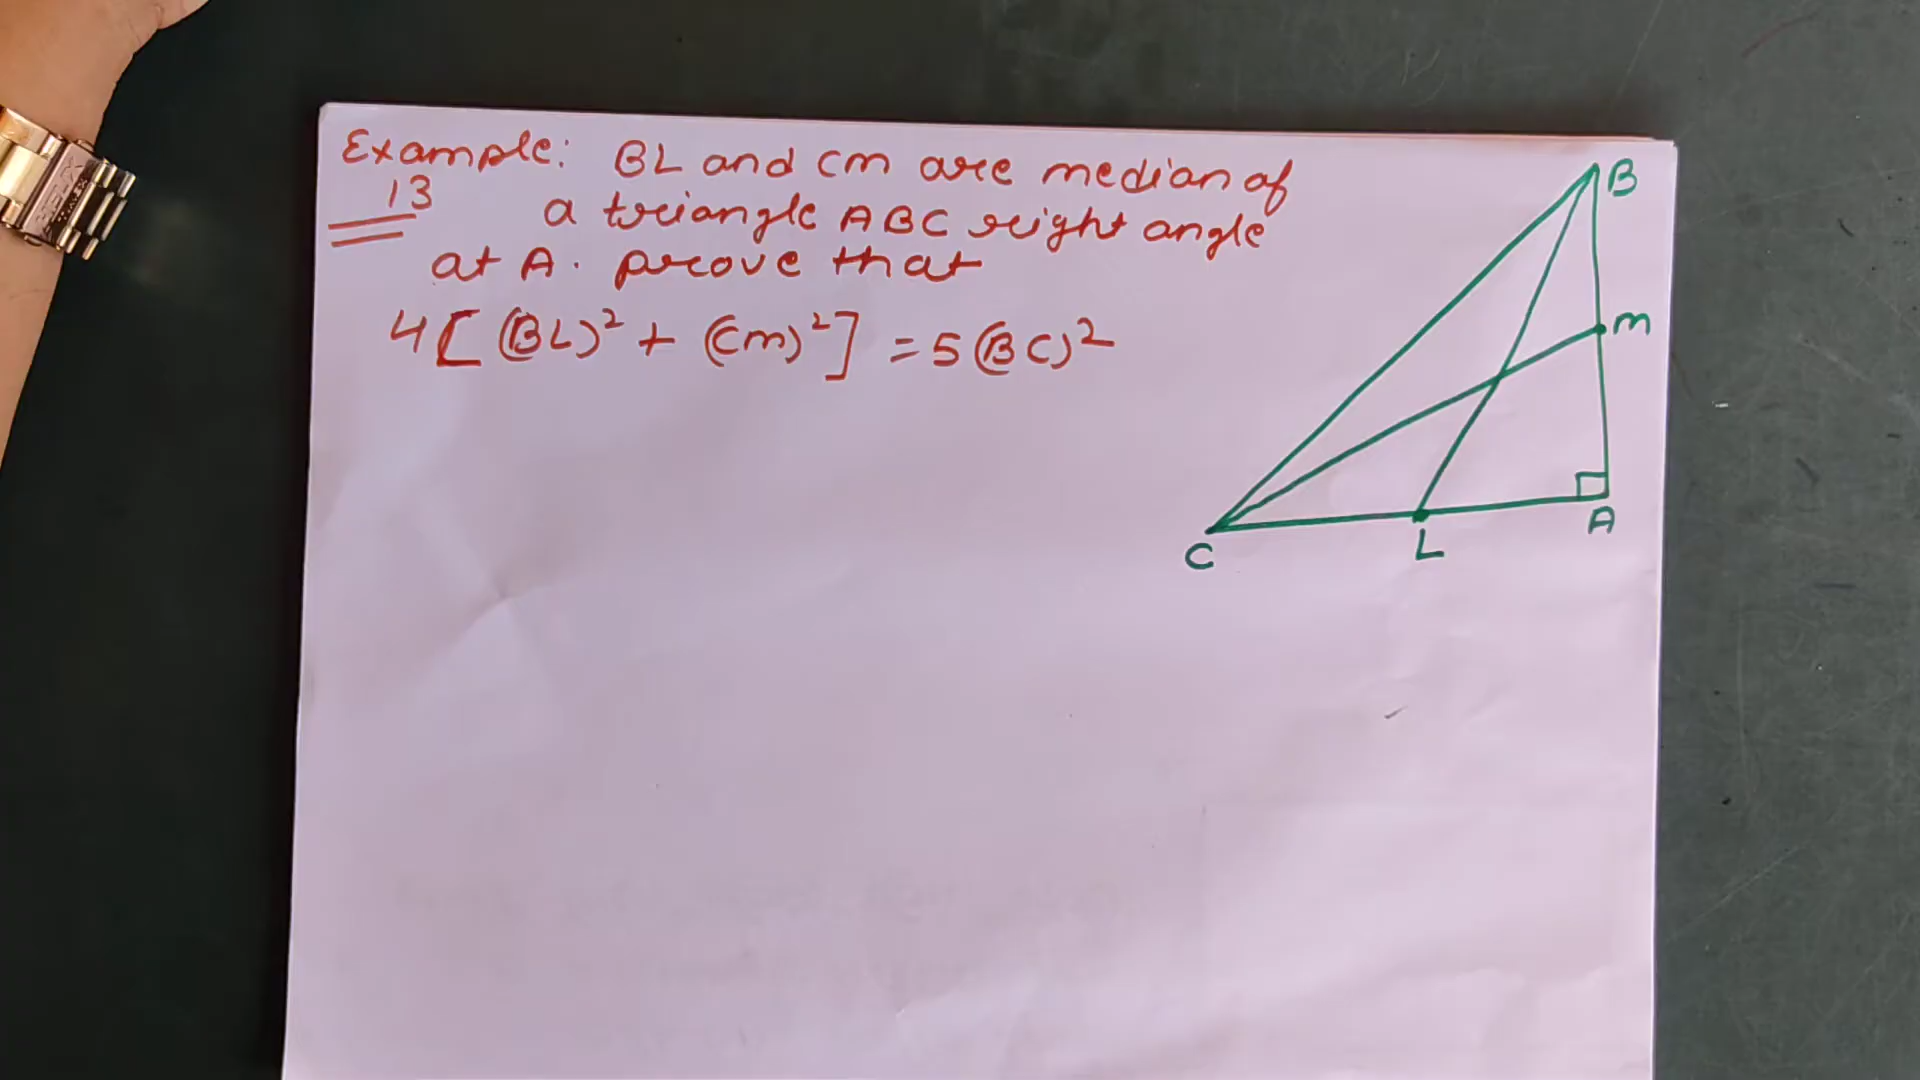 Example: BL and CM are median of
13 a triangle ABC right angle
at A. prove that
4[(BL)² + (CM)²] = 5(BC)²
B
M
A
L
C